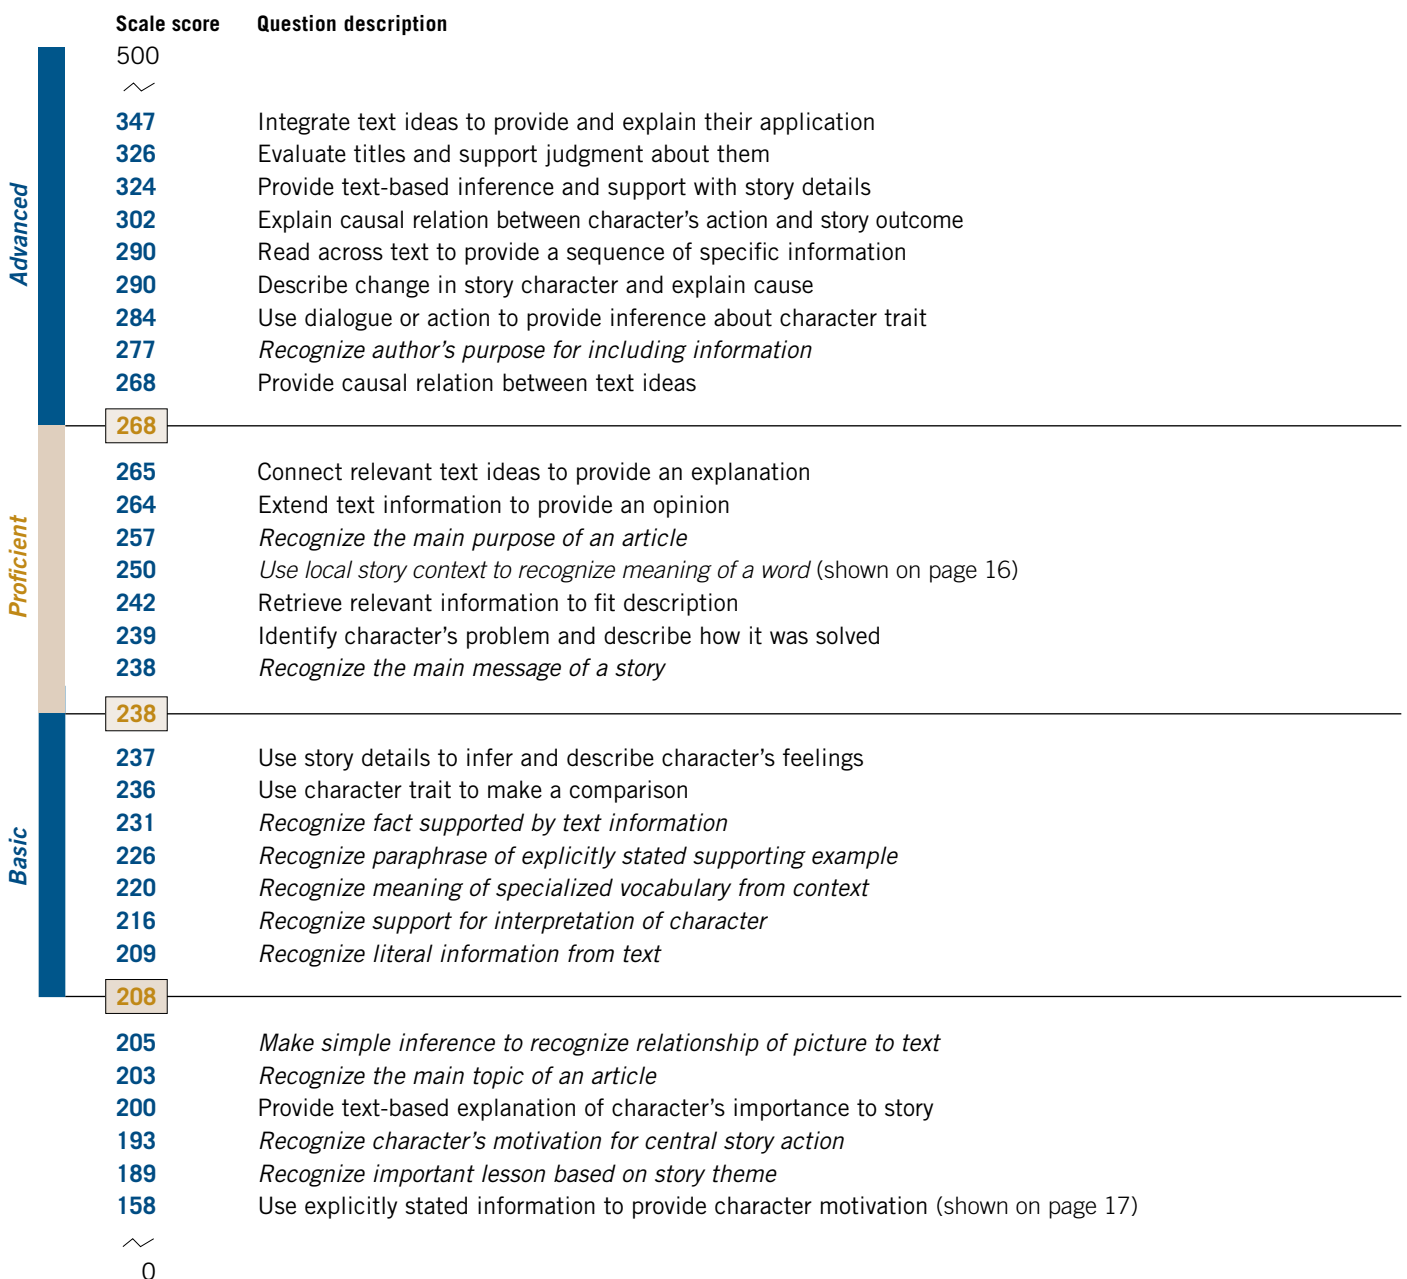 Scale score Question description
500
Advanced
347 Integrate text ideas to provide and explain their application
326 Evaluate titles and support judgment about them
324 Provide text-based inference and support with story details
302 Explain causal relation between character’s action and story outcome
290 Read across text to provide a sequence of specific information
290 Describe change in story character and explain cause
284 Use dialogue or action to provide inference about character trait
277 Recognize author’s purpose for including information
268 Provide causal relation between text ideas
268
Proficient
265 Connect relevant text ideas to provide an explanation
264 Extend text information to provide an opinion
257 Recognize the main purpose of an article
250 Use local story context to recognize meaning of a word (shown on page 16)
242 Retrieve relevant information to fit description
239 Identify character’s problem and describe how it was solved
238 Recognize the main message of a story
238
Basic
237 Use story details to infer and describe character’s feelings
236 Use character trait to make a comparison
231 Recognize fact supported by text information
226 Recognize paraphrase of explicitly stated supporting example
220 Recognize meaning of specialized vocabulary from context
216 Recognize support for interpretation of character
209 Recognize literal information from text
208
205 Make simple inference to recognize relationship of picture to text
203 Recognize the main topic of an article
200 Provide text-based explanation of character’s importance to story
193 Recognize character’s motivation for central story action
189 Recognize important lesson based on story theme
158 Use explicitly stated information to provide character motivation (shown on page 17)
0